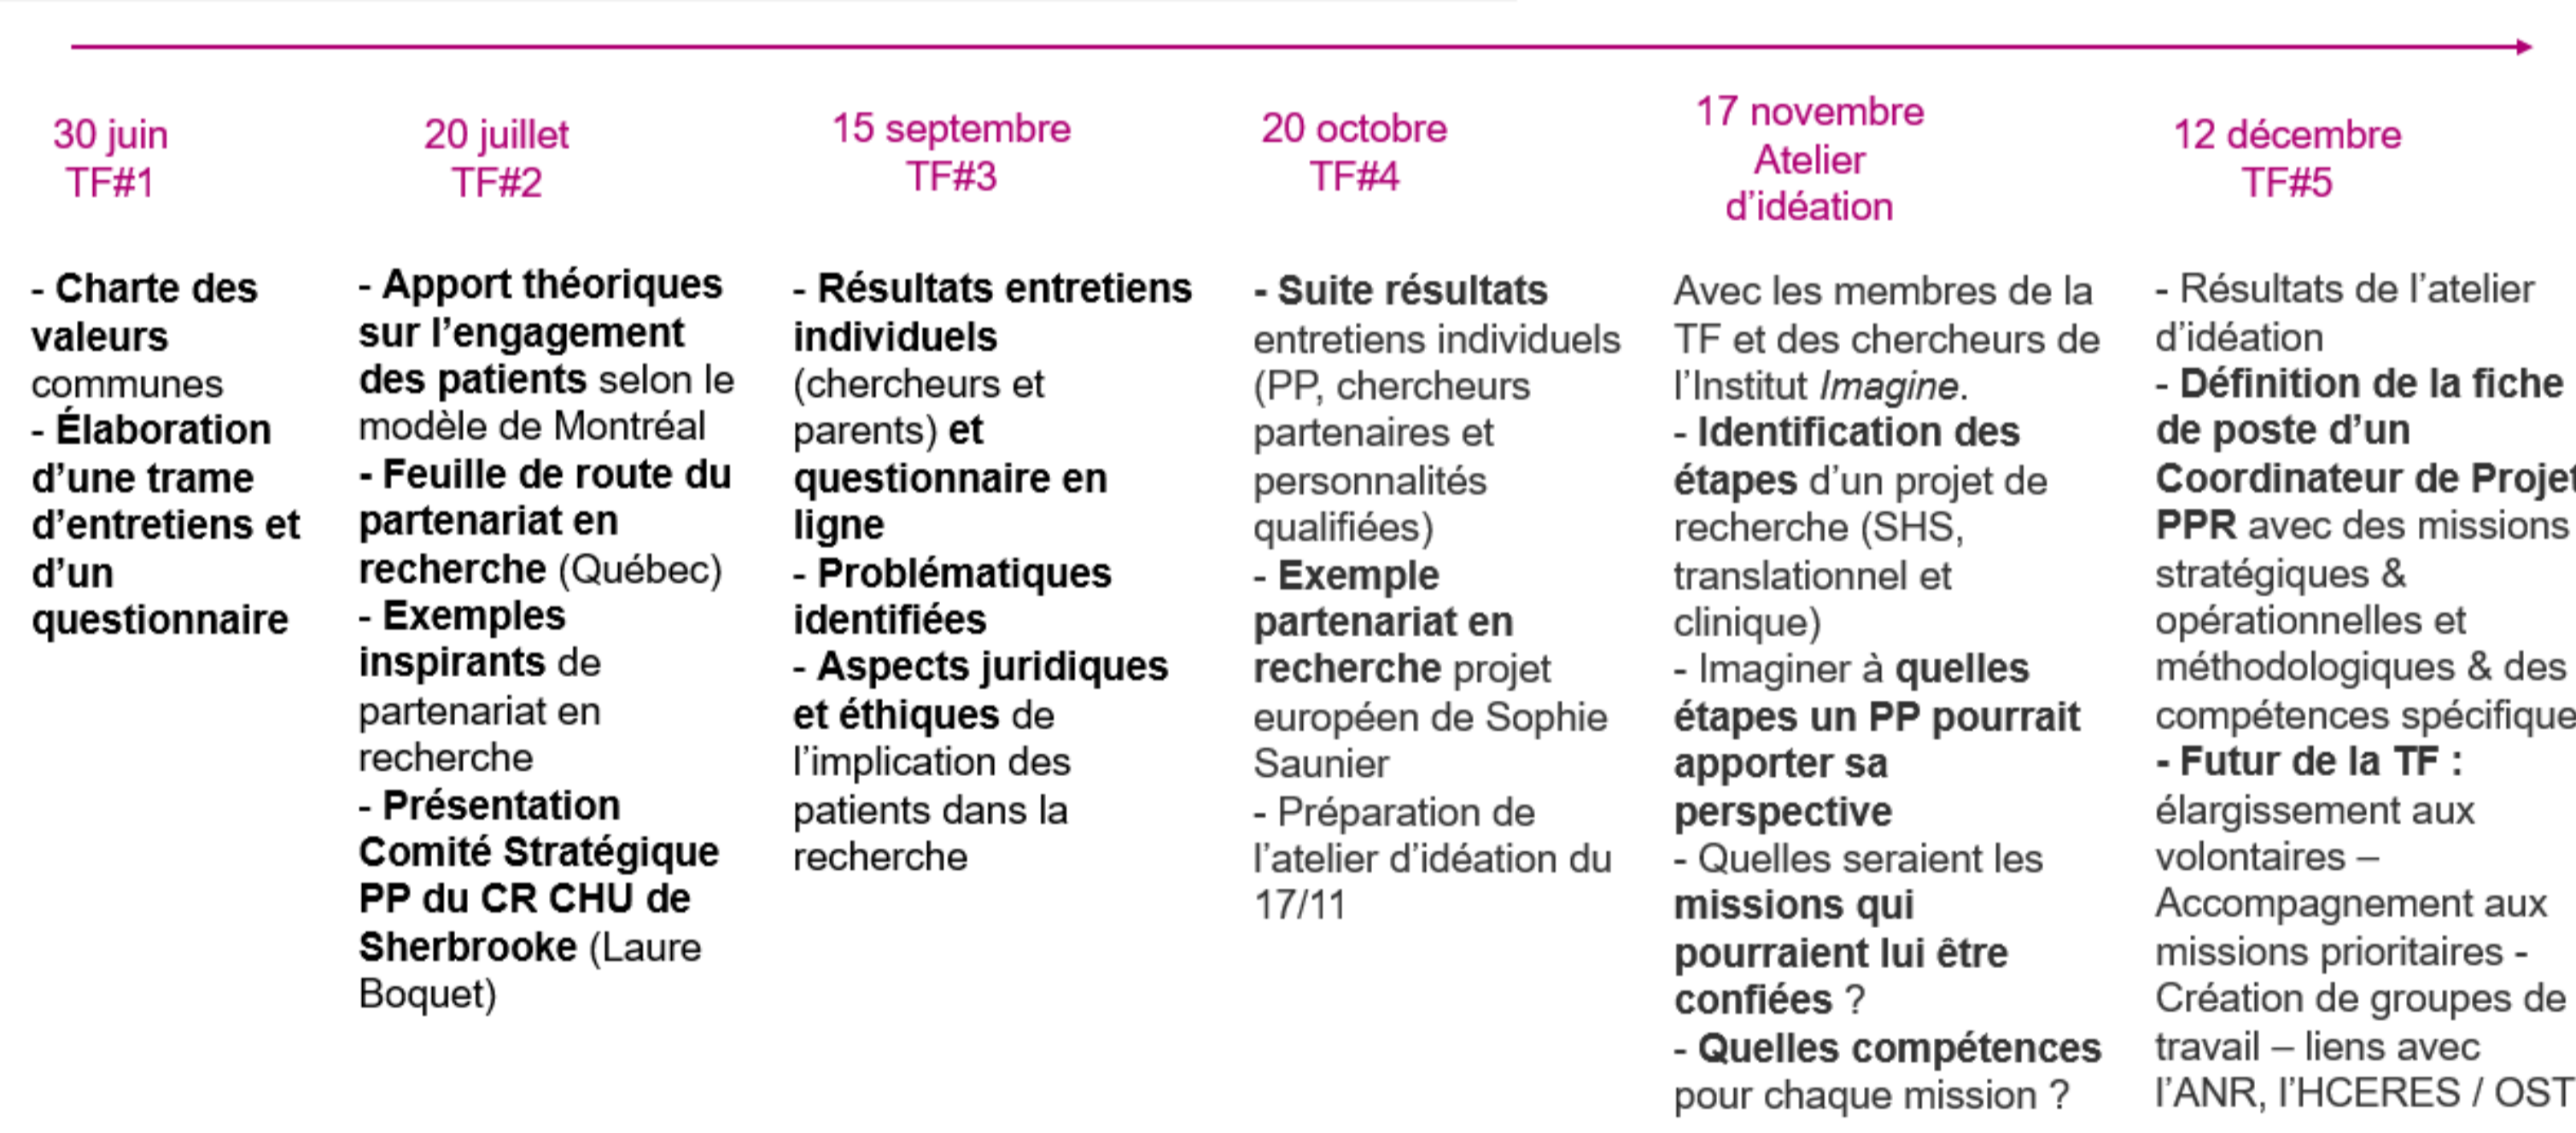 30 juin
TF#1
- Charte des
valeurs
communes
- Élaboration
d’une trame
d’entretiens et
d’un
questionnaire
20 juillet
TF#2
- Apport théoriques
sur l’engagement
des patients selon le
modèle de Montréal
- Feuille de route du
partenariat en
recherche (Québec)
- Exemples
inspirants de
partenariat en
recherche
- Présentation
Comité Stratégique
PP du CR CHU de
Sherbrooke (Laure
Boquet)
15 septembre
TF#3
- Résultats entretiens
individuels
(chercheurs et
parents) et
questionnaire en
ligne
- Problématiques
identifiées
- Aspects juridiques
et éthiques de
l’implication des
patients dans la
recherche
20 octobre
TF#4
- Suite résultats
entretiens individuels
(PP, chercheurs
partenaires et
personnalités
qualifiées)
- Exemple
partenariat en
recherche projet
européen de Sophie
Saunier
- Préparation de
l’atelier d’idéation du
17/11
17 novembre
Atelier
d’idéation
Avec les membres de la
TF et des chercheurs de
l’Institut Imagine.
- Identification des
étapes d’un projet de
recherche (SHS,
translationnel et
clinique)
- Imaginer à quelles
étapes un PP pourrait
apporter sa
perspective
- Quelles seraient les
missions qui
pourraient lui être
confiées ?
- Quelles compétences
pour chaque mission ?
12 décembre
TF#5
- Résultats de l’atelier
d’idéation
- Définition de la fiche
de poste d’un
Coordinateur de Projet
PPR avec des missions
stratégiques &
opérationnelles et
méthodologiques & des
compétences spécifique
- Futur de la TF :
élargissement aux
volontaires –
Accompagnement aux
missions prioritaires -
Création de groupes de
travail – liens avec
l’ANR, l’HCERES / OST